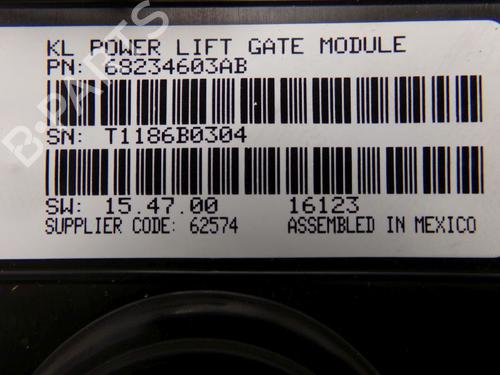 KL POWER LIFT GATE MODULE
PN: 68234603AB
SN: T1186B0304
SW: 15.47.00 16123
SUPPLIER CODE: 62574 ASSEMBLED IN MEXICO
B-PARTS